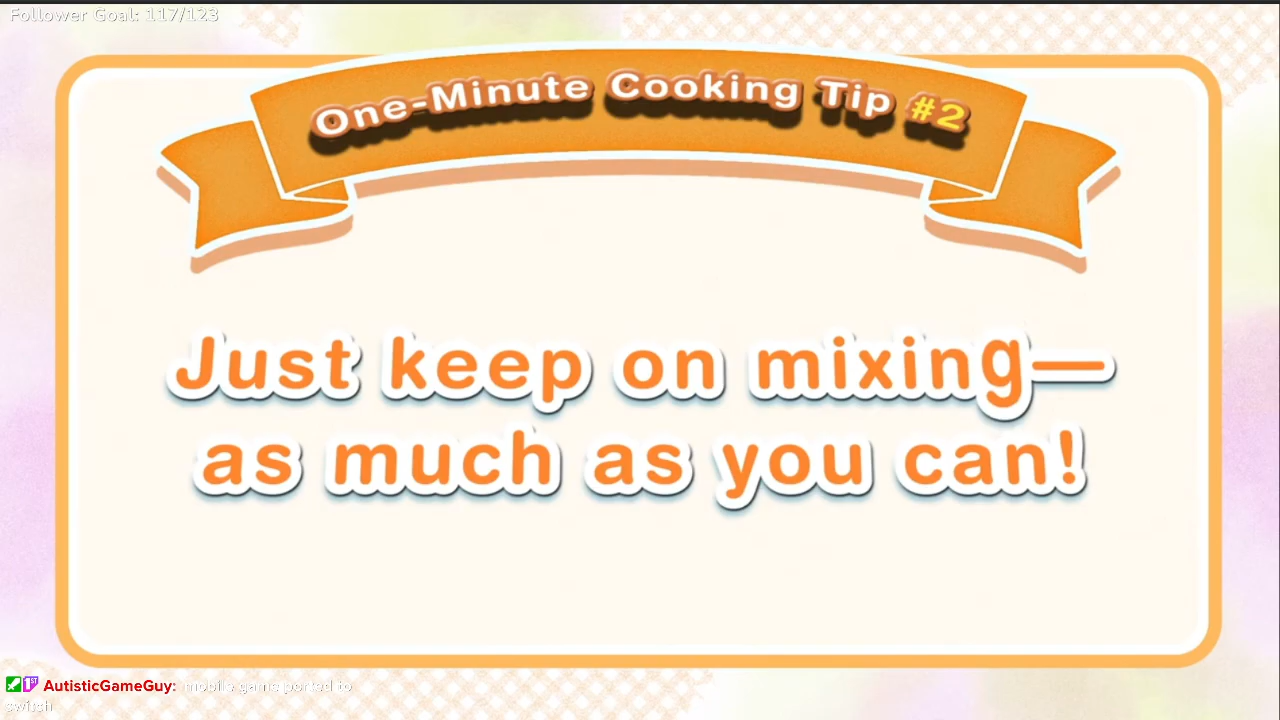 Follower Goal: 117/123
One-Minute Cooking Tip #2
Just keep on mixing—
as much as you can!
AutisticGameGuy: mobile game ported to
switch